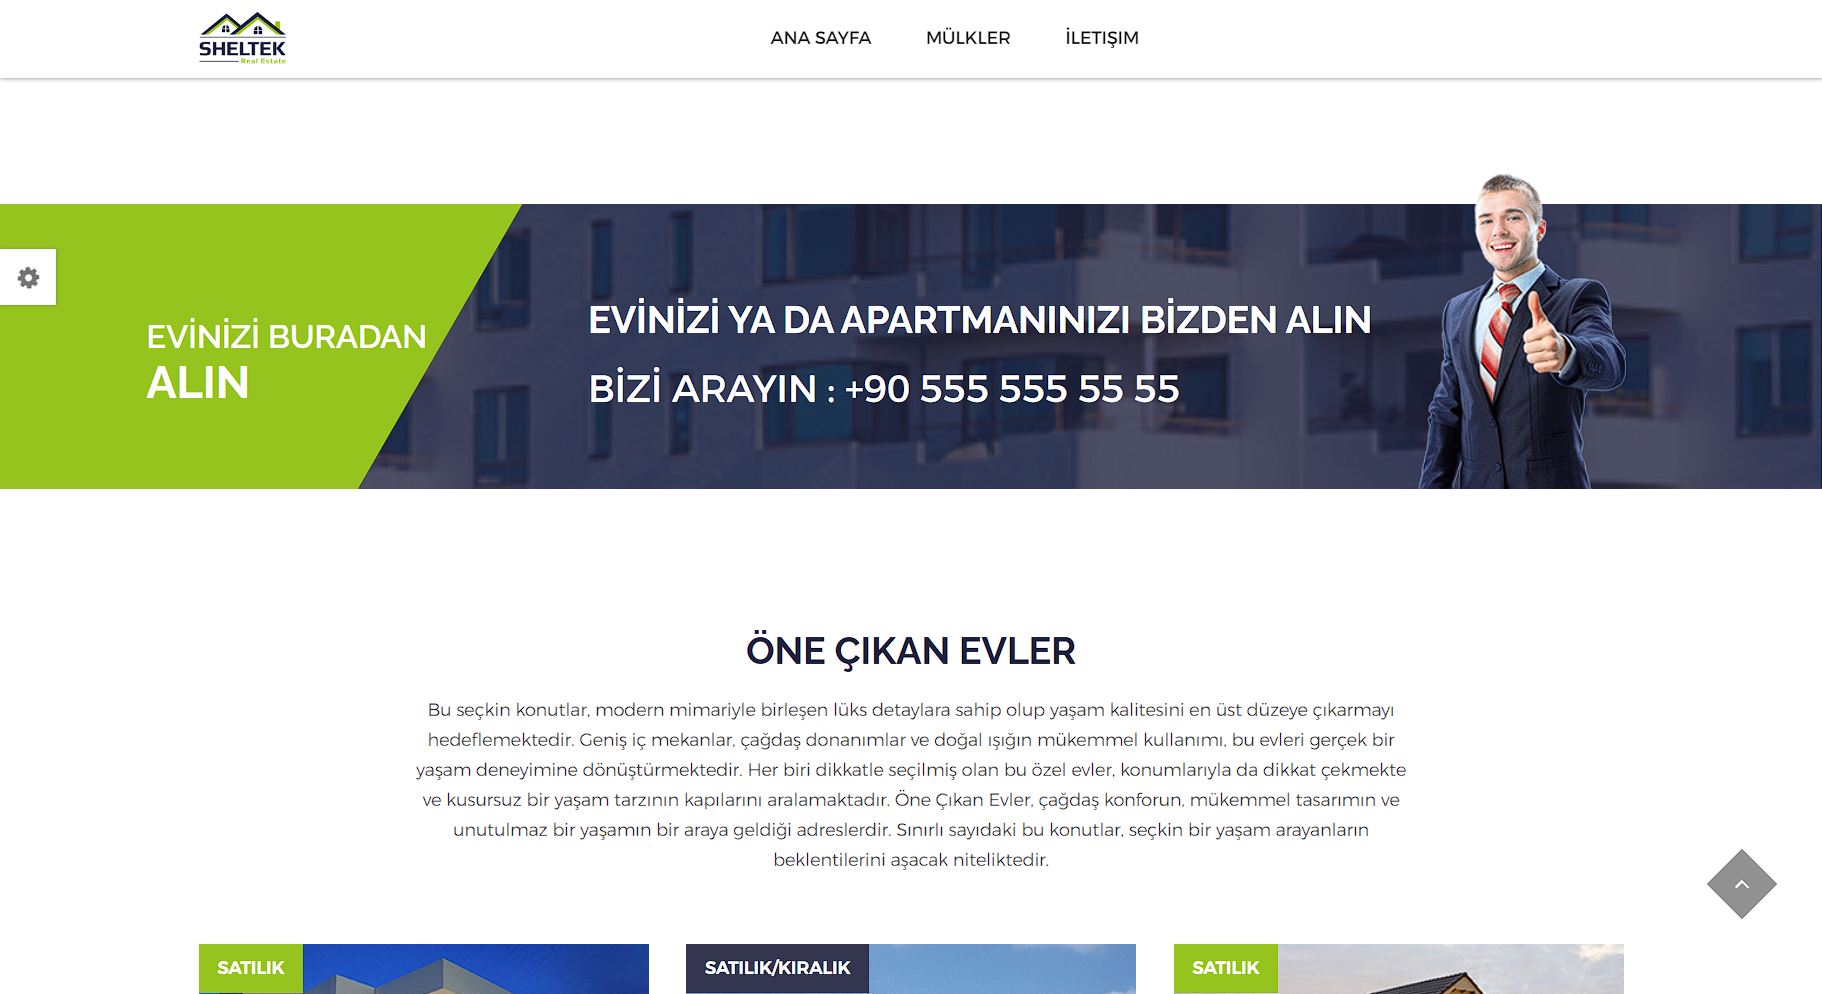 SHELTEK
Real Estate
ANA SAYFA
MÜLKLER
İLETIŞIM
EVİNİZİ BURADAN
ALIN
EVİNİZİ YA DA APARTMANINIZI BİZDEN ALIN
BİZİ ARAYIN : +90 555 555 55 55
ÖNE ÇIKAN EVLER
Bu seçkin konutlar, modern mimariyle birleşen lüks detaylara sahip olup yaşam kalitesini en üst düzeye çıkarmayı
hedeflemektedir. Geniş iç mekanlar, çağdaş donanımlar ve doğal ışığın mükemmel kullanımı, bu evleri gerçek bir
yaşam deneyimine dönüştürmektedir. Her biri dikkatle seçilmiş olan bu özel evler, konumlarıyla da dikkat çekmekte
ve kusursuz bir yaşam tarzının kapılarını aralamaktadır. Öne Çıkan Evler, çağdaş konforun, mükemmel tasarımın ve
unutulmaz bir yaşamın bir araya geldiği adreslerdir. Sınırlı sayıdaki bu konutlar, seçkin bir yaşam arayanların
beklentilerini aşacak niteliktedir.
SATILIK
SATILIK/KIRALIK
SATILIK